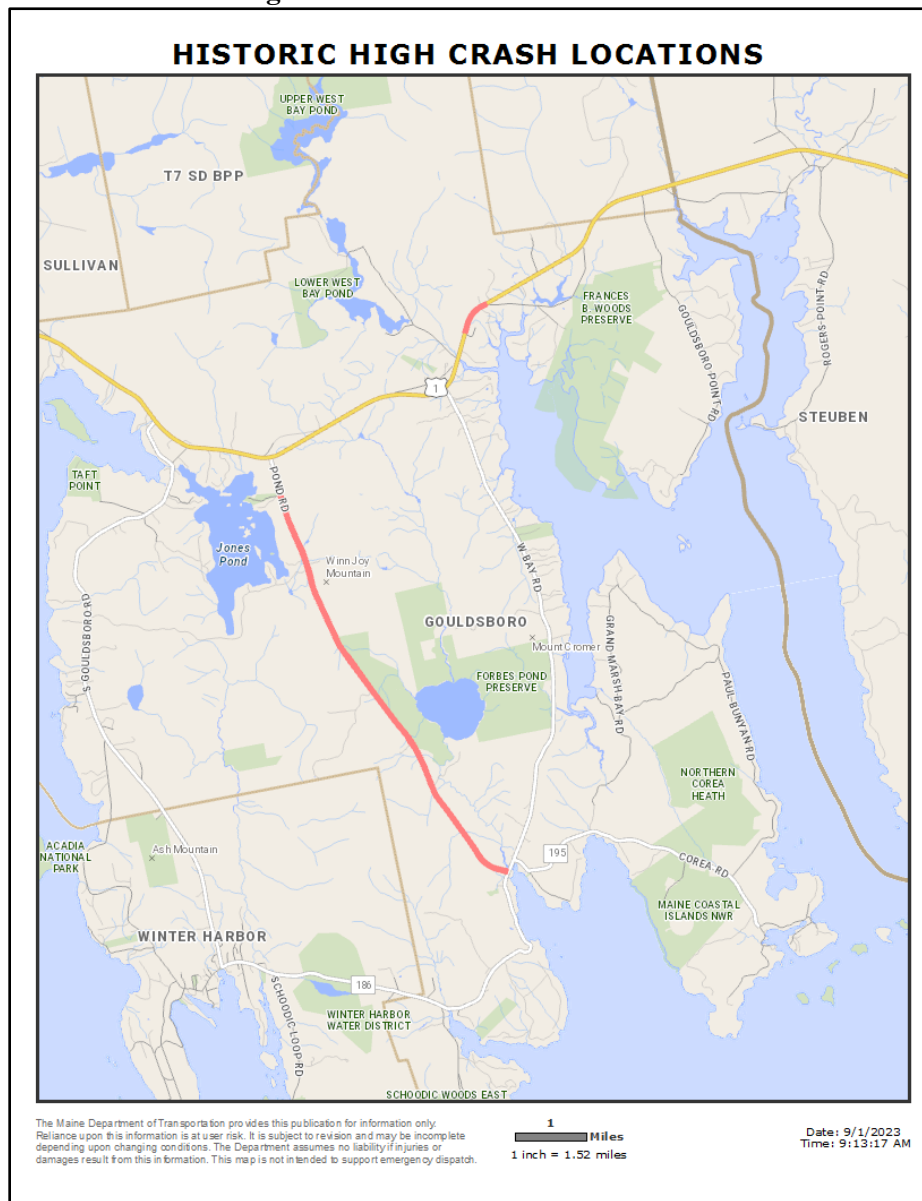 HISTORIC HIGH CRASH LOCATIONS
UPPER WEST
BAY POND
T7 SD BPP
SULLIVAN
LOWER WEST
BAY POND
FRANCES
B. WOODS
PRESERVE
GOULDSBORO-POINT-RD
ROGERS-POINT-RD
1
STEUBEN
TAFT
POINT
POND RD
Jones
Pond
Winn Joy
Mountain
W-BAY-RD
S GOULDSBORO RD
GOULDSBORO
Mount Cromer
GRAND-MARSH-BAY-RD
PAUL-BUNYAN-RD
FORBES POND
PRESERVE
NORTHERN
COREA
HEATH
ACADIA
NATIONAL
PARK
Ash Mountain
195
COREA-RD
MAINE COASTAL
ISLANDS NWR
WINTER HARBOR
SCHOODIC-LOOP-RD
186
WINTER HARBOR
WATER DISTRICT
SCHOODIC WOODS EAST
The Maine Department of Transportation provides this publication for information only.
Reliance upon this information is at user risk. It is subject to revision and may be incomplete
depending upon changing conditions. The Department assumes no liability if injuries or
damages result from this information. This map is not intended to support emergency dispatch.
1
Miles
1 inch = 1.52 miles
Date: 9/1/2023
Time: 9:13:17 AM